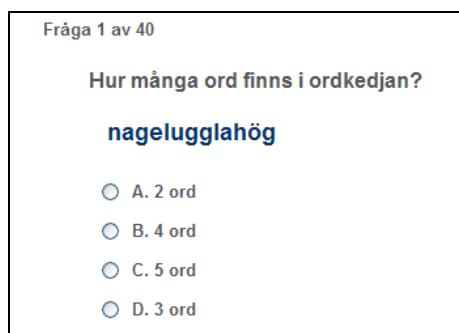 Fråga 1 av 40
Hur många ord finns i ordkedjan?
nagelugglahög
A. 2 ord
B. 4 ord
C. 5 ord
D. 3 ord